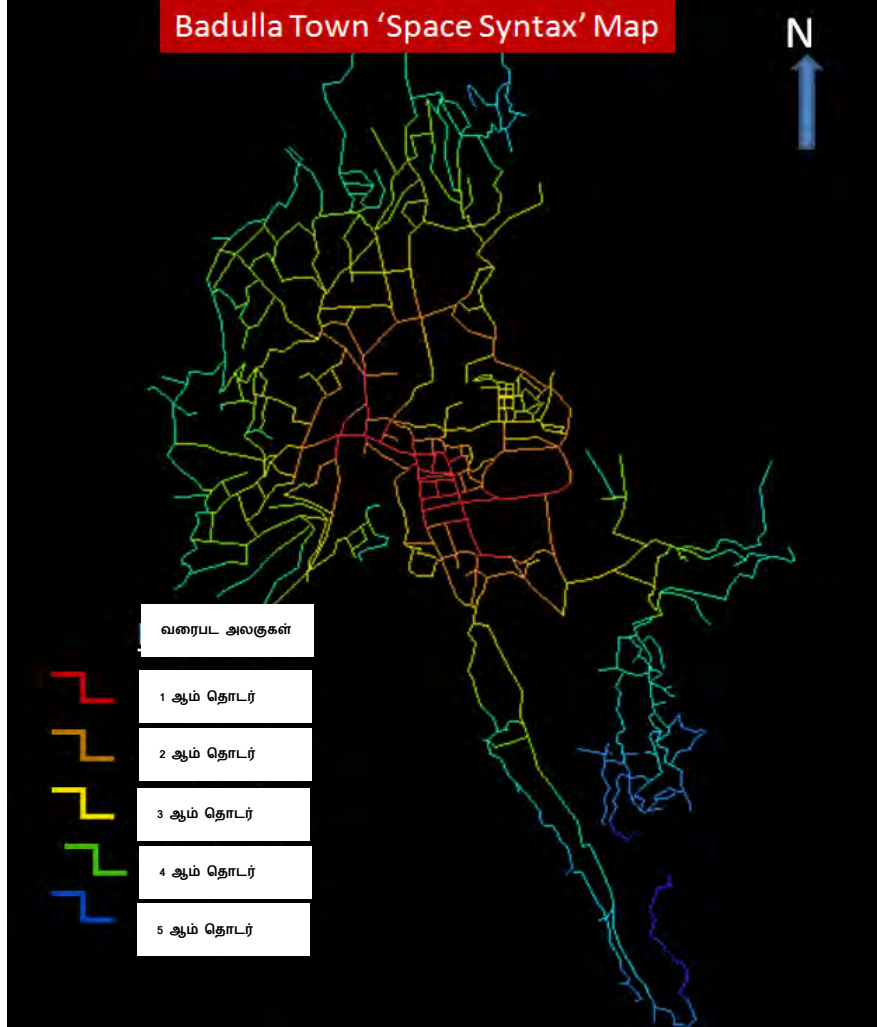 Badulla Town ‘Space Syntax’ Map
N
வரைபட அலகுகள்
1 ஆம் தொடர்
2 ஆம் தொடர்
3 ஆம் தொடர்
4 ஆம் தொடர்
5 ஆம் தொடர்